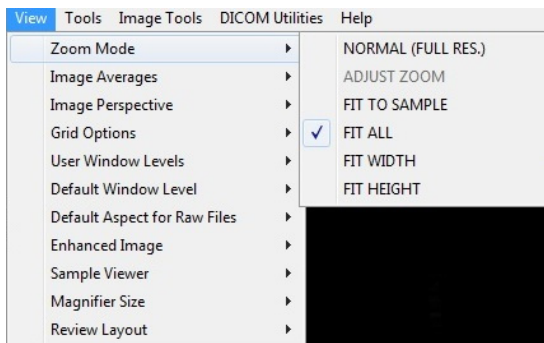 View Tools Image Tools DICOM Utilities Help
Zoom Mode
Image Averages
Image Perspective
Grid Options
User Window Levels
Default Window Level
Default Aspect for Raw Files
Enhanced Image
Sample Viewer
Magnifier Size
Review Layout
NORMAL (FULL RES.)
ADJUST ZOOM
FIT TO SAMPLE
FIT ALL
FIT WIDTH
FIT HEIGHT